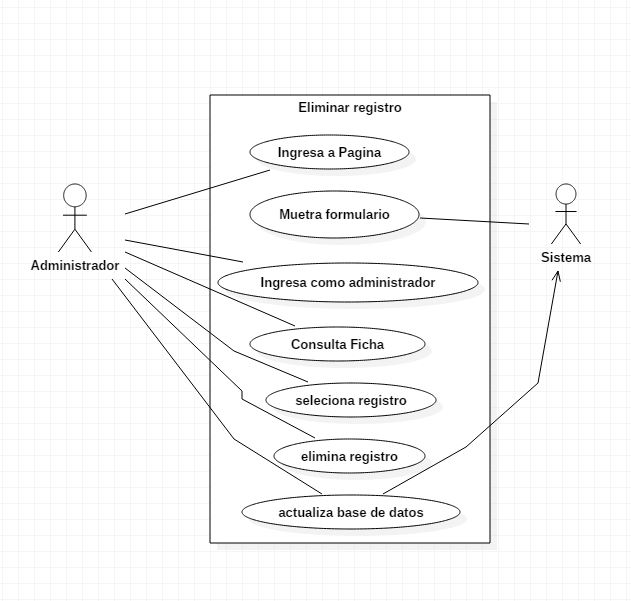 Eliminar registro
Ingresa a Pagina
Muetra formulario
Administrador
Sistema
Ingresa como administrador
Consulta Ficha
seleciona registro
elimina registro
actualiza base de datos